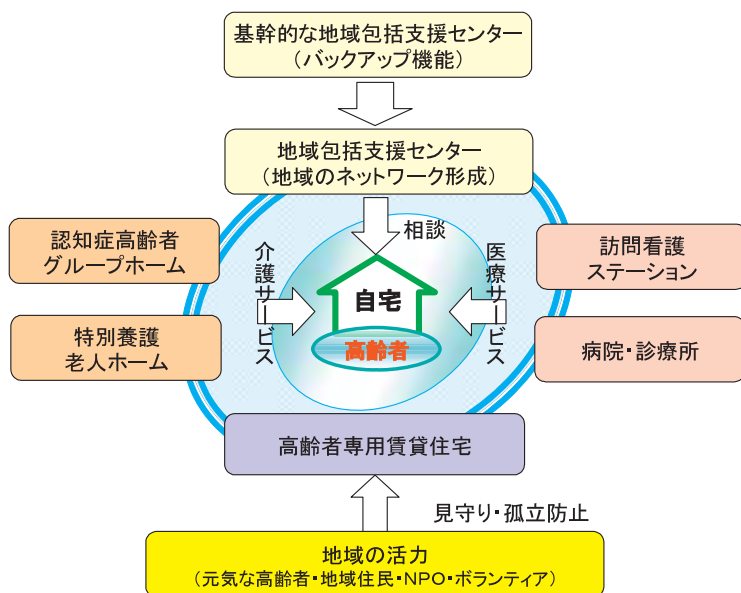 基幹的な地域包括支援センター
（バックアップ機能）
地域包括支援センター
（地域のネットワーク形成）
相談
認知症高齢者
グループホーム
特別養護
老人ホーム
介護サービス
自宅
高齢者
医療サービス
訪問看護
ステーション
病院・診療所
高齢者専用賃貸住宅
見守り・孤立防止
地域の活力
（元気な高齢者・地域住民・NPO・ボランティア）